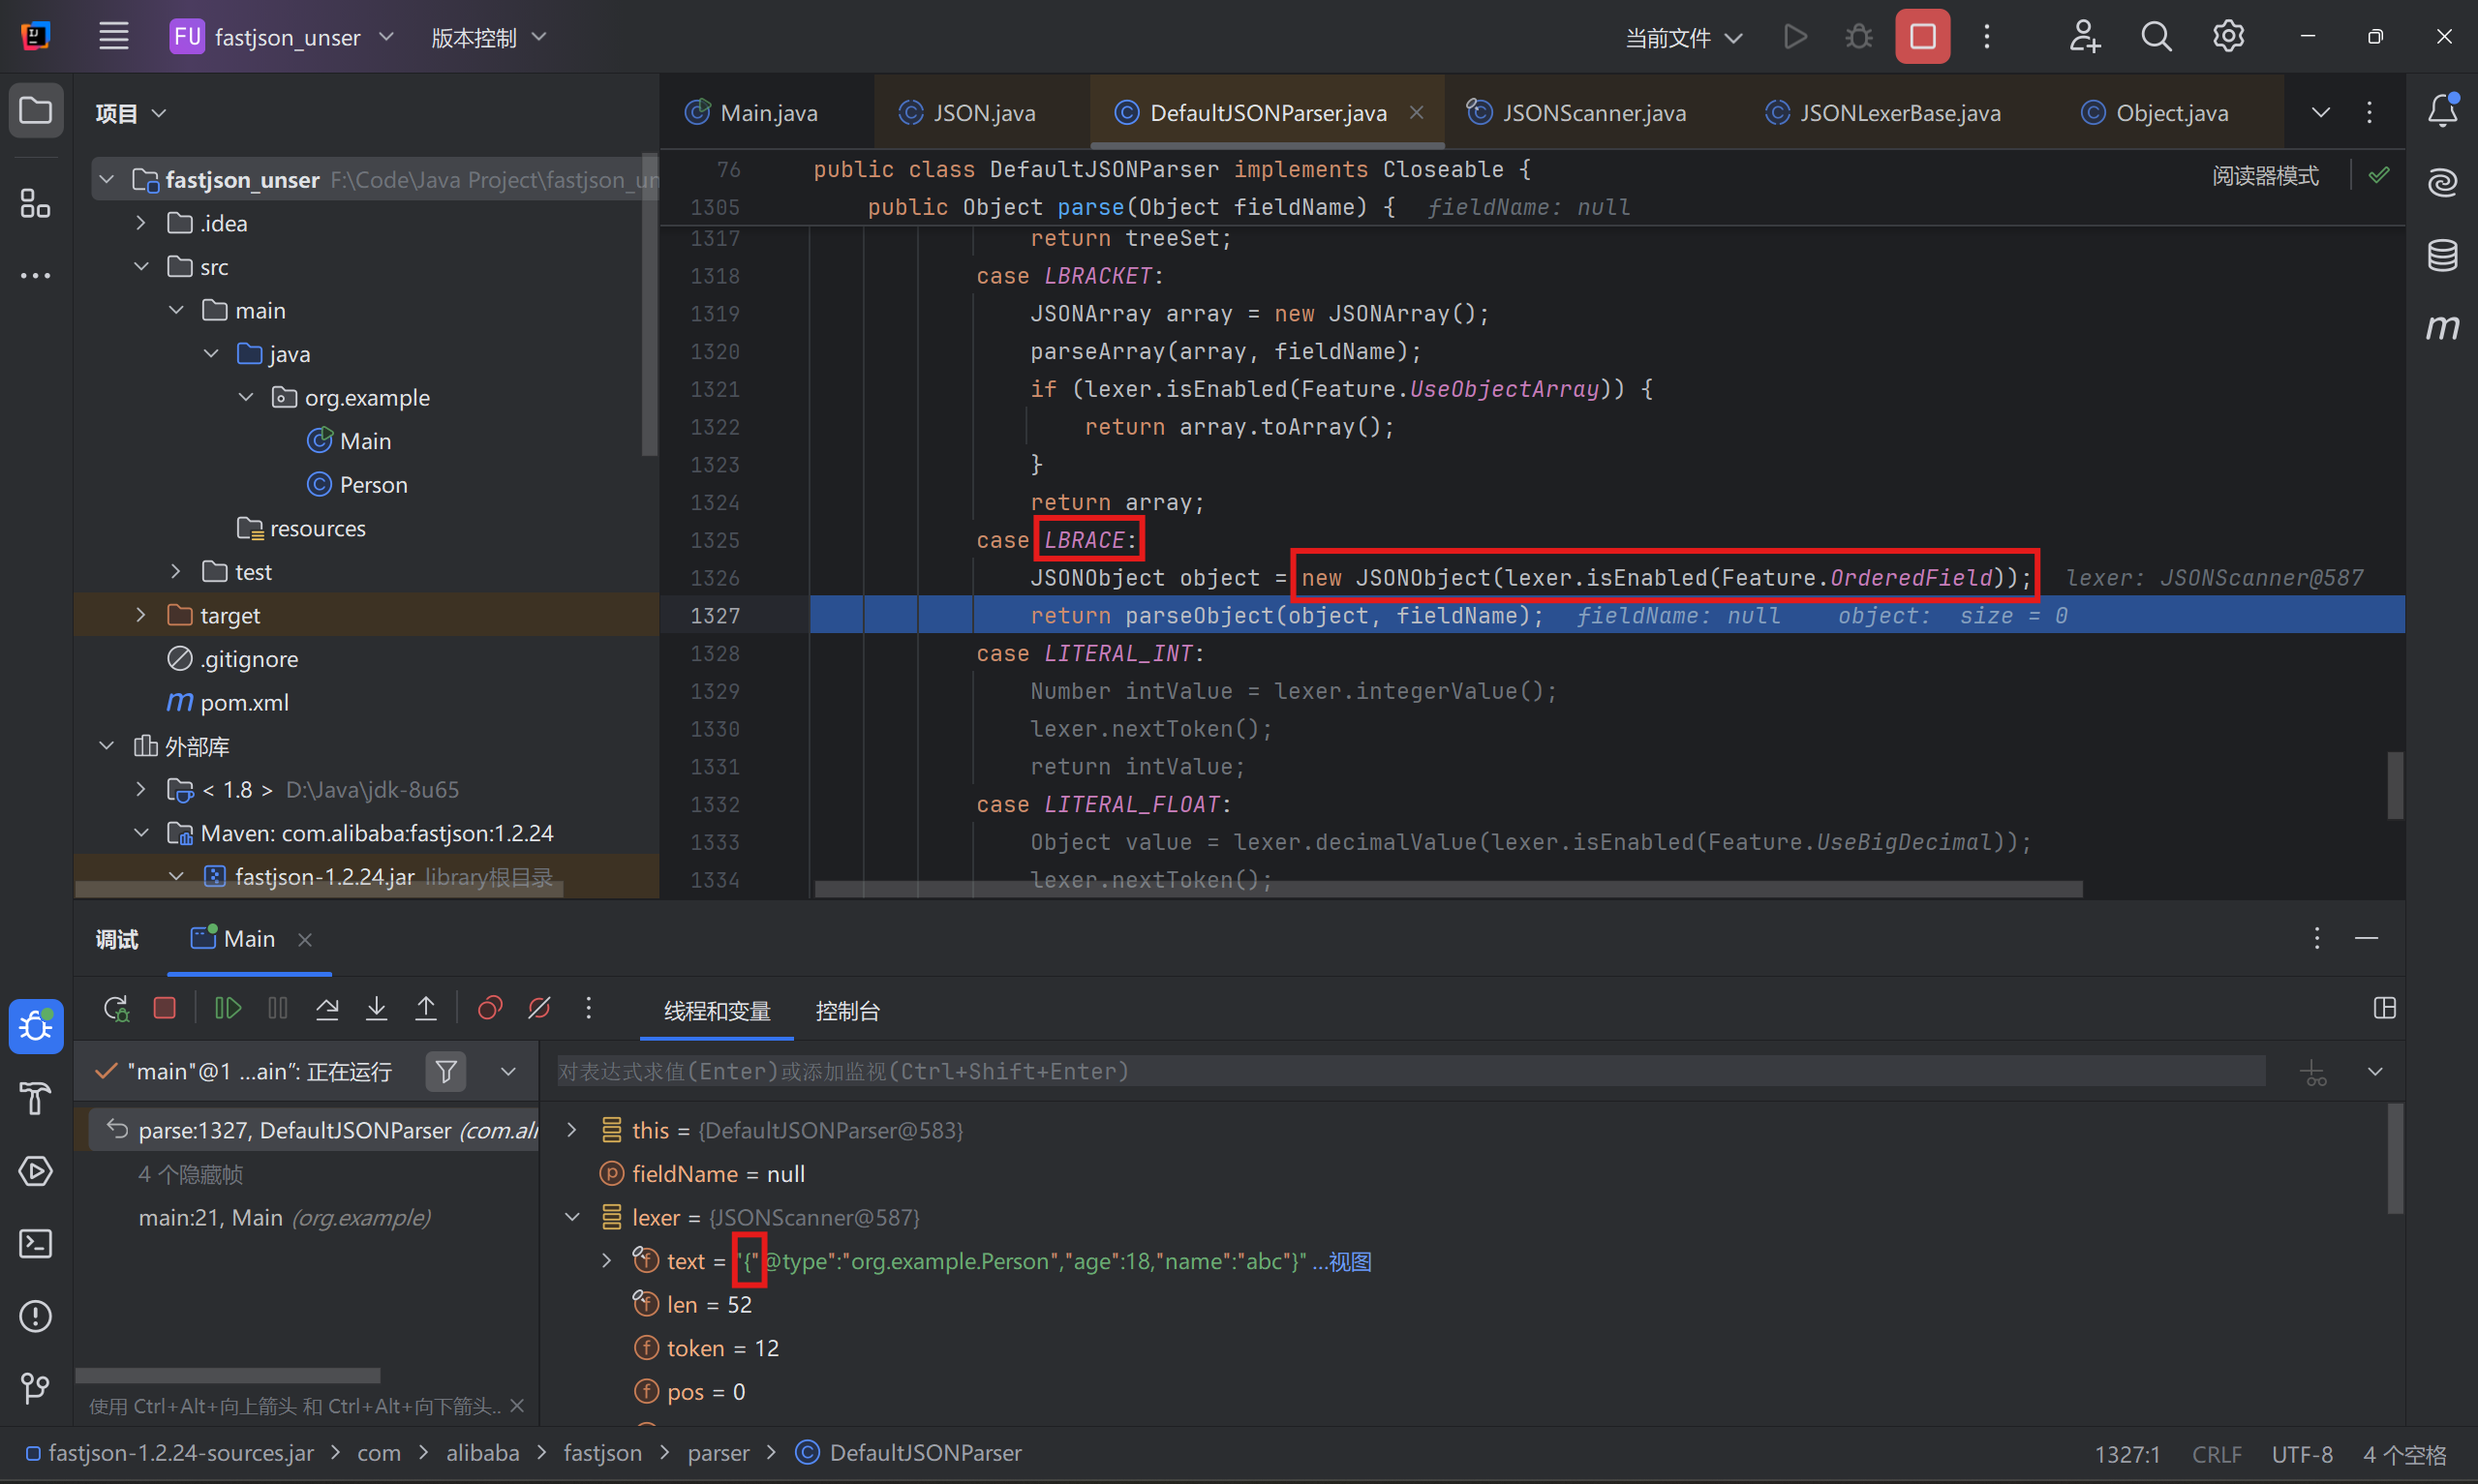 FU fastjson_unser 版本控制 当前文件
项目
fastjson_unser F:\Code\Java Project\fastjson_un
.idea
src
main
java
org.example
Main
Person
resources
test
target
.gitignore
m pom.xml
外部库
< 1.8 > D:\Java\jdk-8u65
Maven: com.alibaba:fastjson:1.2.24
fastjson-1.2.24.jar library根目录
Main.java JSON.java DefaultJSONParser.java JSONScanner.java JSONLexerBase.java Object.java
阅读器模式
76 public class DefaultJSONParser implements Closeable {
1305 public Object parse(Object fieldName) { fieldName: null
1317 return treeSet;
1318 case LBRACKET:
1319 JSONArray array = new JSONArray();
1320 parseArray(array, fieldName);
1321 if (lexer.isEnabled(Feature.UseObjectArray)) {
1322 return array.toArray();
1323 }
1324 return array;
1325 case LBRACE:
1326 JSONObject object = new JSONObject(lexer.isEnabled(Feature.OrderedField)); lexer: JSONScanner@587
1327 return parseObject(object, fieldName); fieldName: null object: size = 0
1328 case LITERAL_INT:
1329 Number intValue = lexer.integerValue();
1330 lexer.nextToken();
1331 return intValue;
1332 case LITERAL_FLOAT:
1333 Object value = lexer.decimalValue(lexer.isEnabled(Feature.UseBigDecimal));
1334 lexer.nextToken();
m
调试 Main
线程和变量 控制台
"main"@1 ...ain": 正在运行
parse:1327, DefaultJSONParser (com.ali
4 个隐藏帧
main:21, Main (org.example)
使用 Ctrl+Alt+向上箭头 和 Ctrl+Alt+向下箭头..
对表达式求值(Enter)或添加监视(Ctrl+Shift+Enter)
this = {DefaultJSONParser@583}
fieldName = null
lexer = {JSONScanner@587}
text = "{"@type":"org.example.Person","age":18,"name":"abc"}" ...视图
len = 52
token = 12
pos = 0
fastjson-1.2.24-sources.jar > com > alibaba > fastjson > parser > DefaultJSONParser
1327:1 CRLF UTF-8 4 个空格